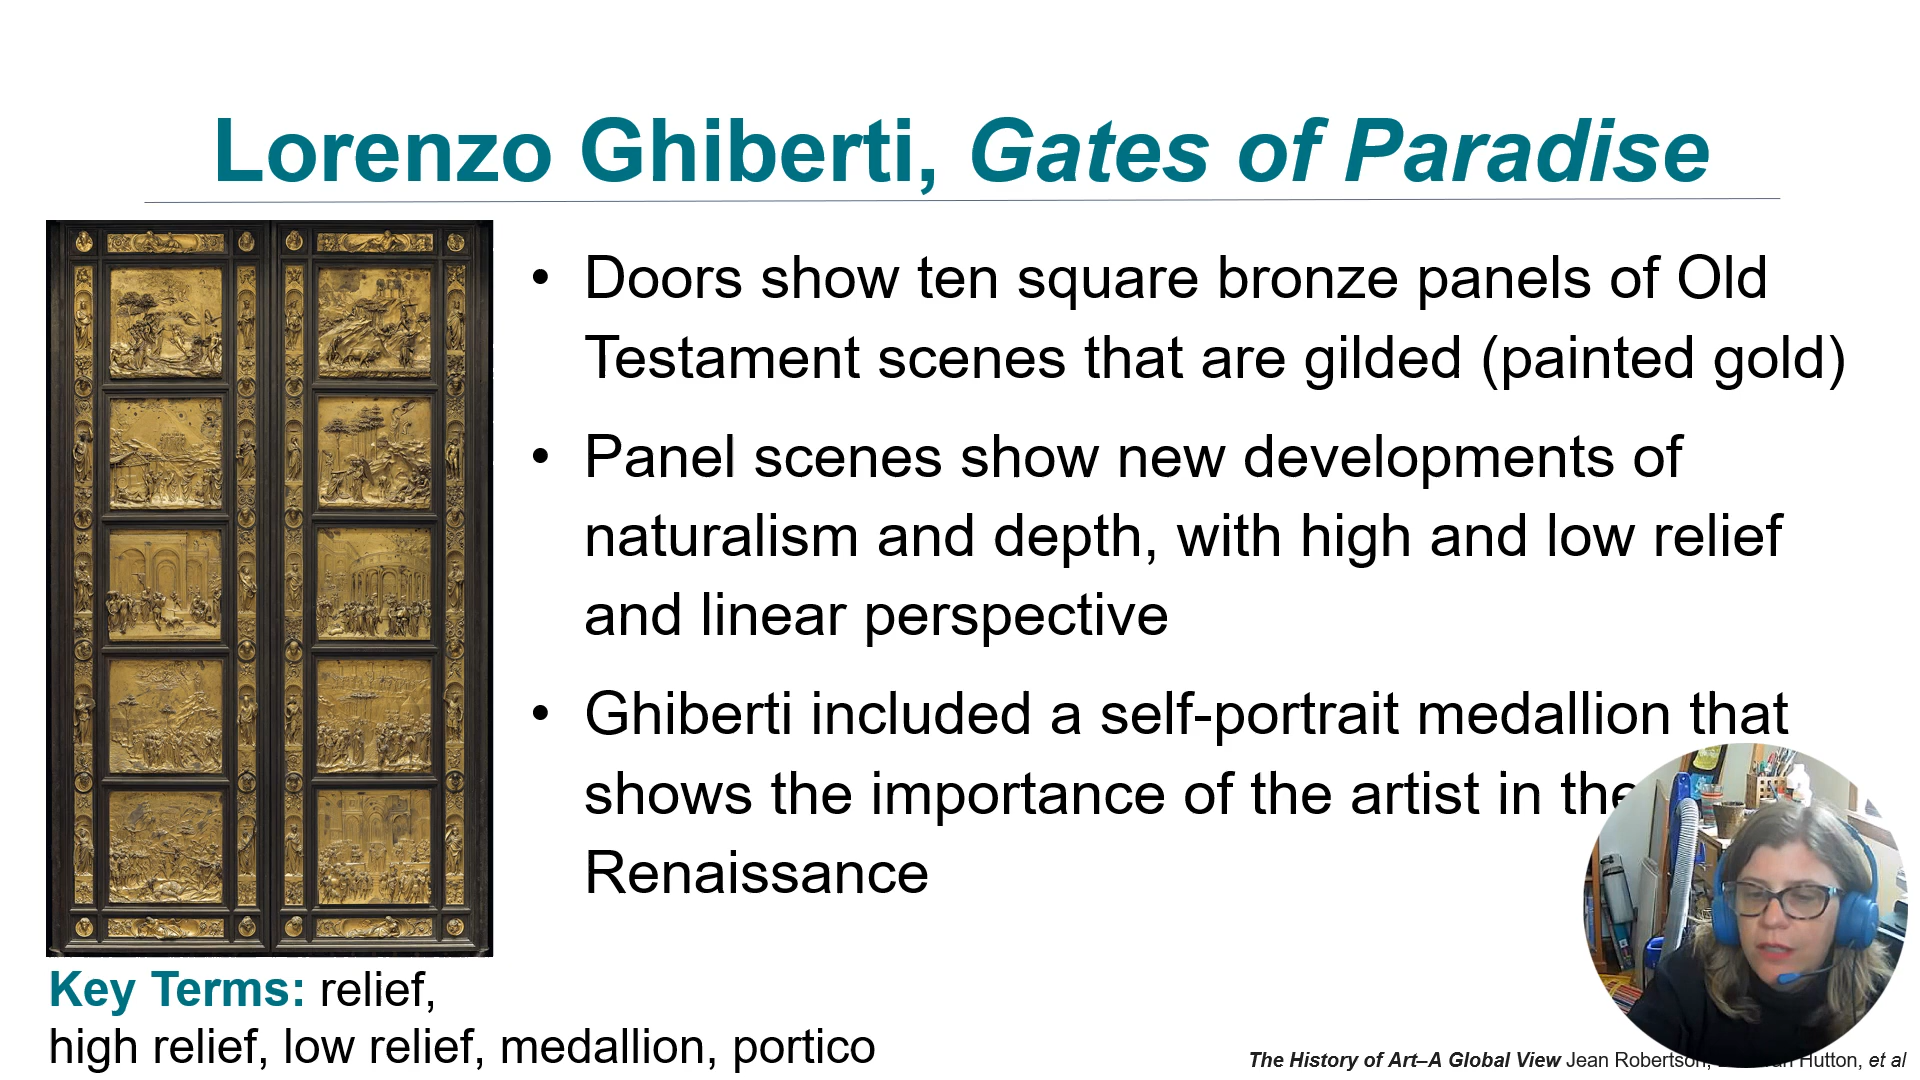 Lorenzo Ghiberti, Gates of Paradise
• Doors show ten square bronze panels of Old
Testament scenes that are gilded (painted gold)
• Panel scenes show new developments of
naturalism and depth, with high and low relief
and linear perspective
• Ghiberti included a self-portrait medallion that
shows the importance of the artist in the
Renaissance
Key Terms: relief,
high relief, low relief, medallion, portico
The History of Art–A Global View Jean Robertson, Hutton, et al